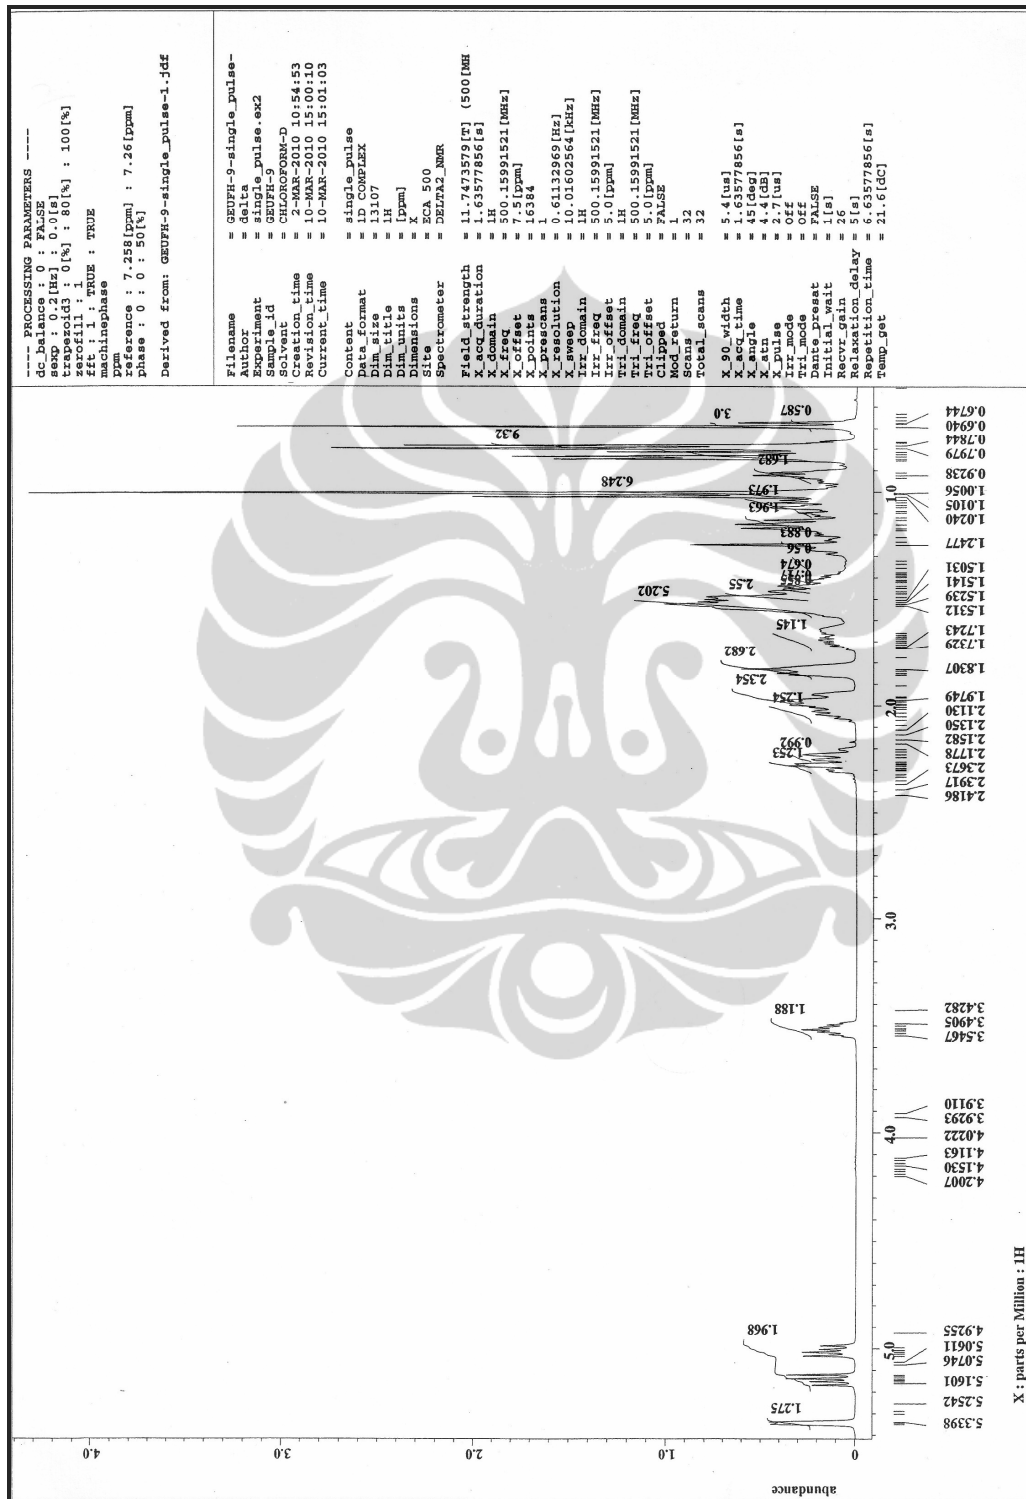 ---- PROCESSING PARAMETERS ----
dc_balance : 0 : FALSE
sexp : 0.2[Hz] : 0.0[s]
trapezoid3 : 0[%] : 80[%] : 100[%]
zerofill : 1
fft : 1 : TRUE : TRUE
machinephase
ppm
reference : 7.258[ppm] : 7.26[ppm]
phase : 0 : 0 : 50[%]
Derived from: GEUFH-9-single_pulse-1.jdf
Filename = GEUFH-9-single_pulse-
Author = delta
Experiment = single_pulse.ex2
Sample_id = GEUFH-9
Solvent = CHLOROFORM-D
Creation_time = 2-MAR-2010 10:54:53
Revision_time = 10-MAR-2010 15:00:10
Current_time = 10-MAR-2010 15:01:03
Content = single_pulse
Data_format = 1D COMPLEX
Dim_size = 13107
Dim_title = 1H
Dim_units = [ppm]
Dimensions = X
Site = ECA 500
Spectrometer = DELTA2_NMR
Field_strength = 11.7473579[T] (500[MH
X_acq_duration = 1.63577856[s]
X_domain = 1H
X_freq = 500.15991521[MHz]
X_offset = 7.5[ppm]
X_points = 16384
X_prescans = 1
X_resolution = 0.61132969[Hz]
X_sweep = 10.01602564[kHz]
Irr_domain = 1H
Irr_freq = 500.15991521[MHz]
Irr_offset = 5.0[ppm]
Tri_domain = 1H
Tri_freq = 500.15991521[MHz]
Tri_offset = 5.0[ppm]
Clipped = FALSE
Mod_return = 1
Scans = 32
Total_scans = 32
X_90_width = 5.4[us]
X_acq_time = 1.63577856[s]
X_angle = 45[deg]
X_atn = 4.4[dB]
X_pulse = 2.7[us]
Irr_mode = Off
Tri_mode = Off
Dante_presat = FALSE
Initial_wait = 1[s]
Recvr_gain = 26
Relaxation_delay = 5[s]
Repetition_time = 6.63577856[s]
Temp_get = 21.6[dC]
abundance
0 1.0 2.0 3.0 4.0
1.275
1.968
1.188
1.253
0.992
1.254
2.354
2.682
1.145
5.202
2.55
0.674
0.56
0.883
1.963
1.973
6.248
1.682
9.32
3.0
0.587
5.0 4.0 3.0 2.0 1.0
5.3398
5.2542
5.1601
5.0746
5.0611
4.9255
4.2007
4.1530
4.1163
4.0222
3.9293
3.9110
3.5467
3.4905
3.4282
2.4186
2.3917
2.3673
2.1778
2.1582
2.1350
2.1130
1.9749
1.8307
1.7329
1.7243
1.5312
1.5239
1.5141
1.5031
1.2477
1.0240
1.0105
1.0056
0.9238
0.7979
0.7844
0.6940
0.6744
X : parts per Million : 1H